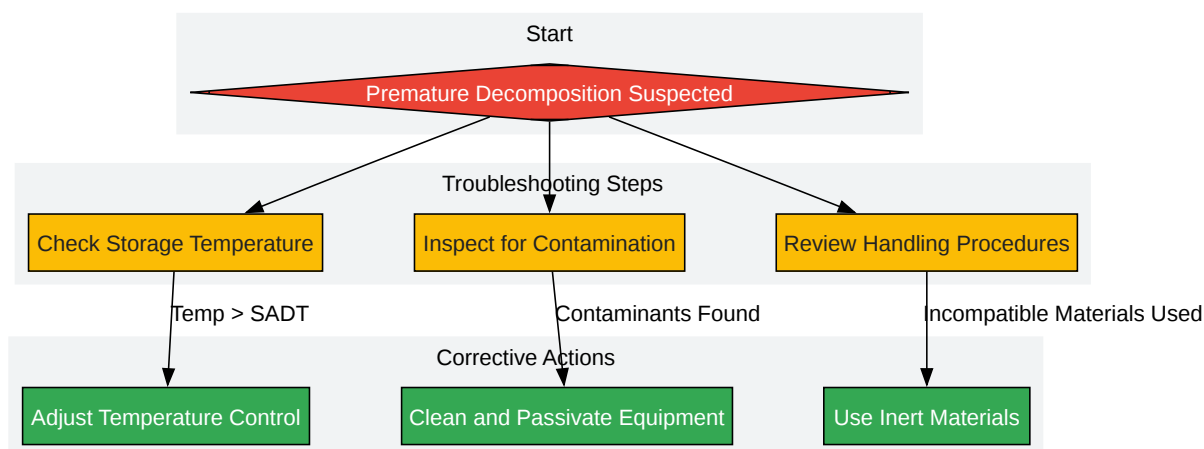 Start
Premature Decomposition Suspected
Troubleshooting Steps
Check Storage Temperature
Inspect for Contamination
Review Handling Procedures
Temp > SADT
Contaminants Found
Incompatible Materials Used
Corrective Actions
Adjust Temperature Control
Clean and Passivate Equipment
Use Inert Materials